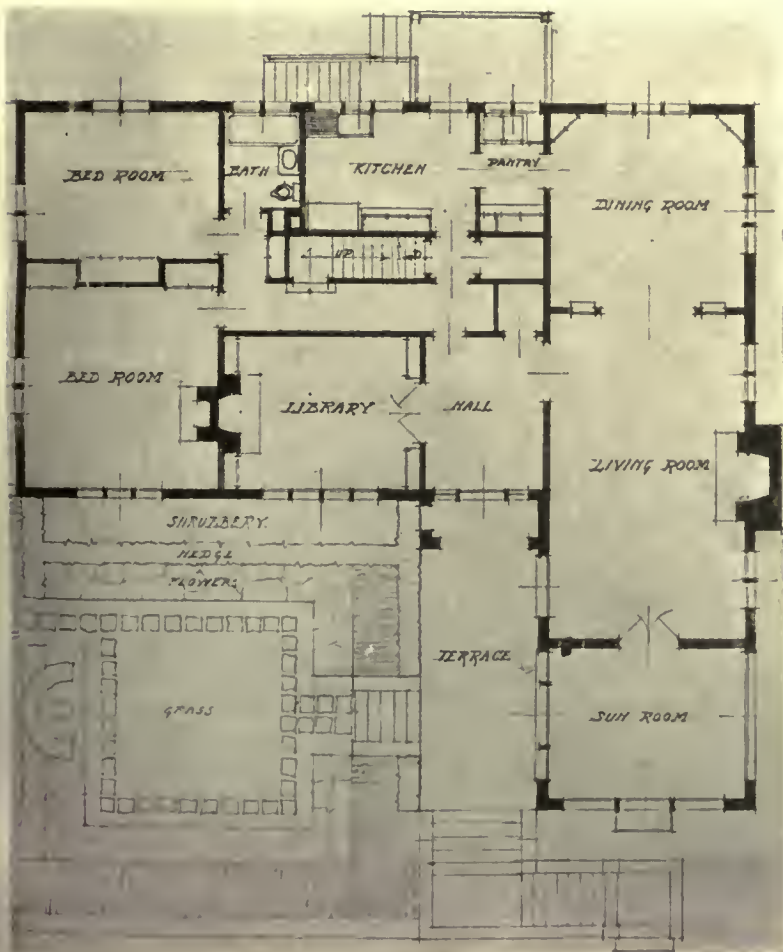 BED ROOM
BATH
KITCHEN
PANTRY
DINING ROOM
UP
D
BED ROOM
LIBRARY
HALL
LIVING ROOM
SHRUBBERY
HEDGE
FLOWERS
TERRACE
GRASS
SUN ROOM